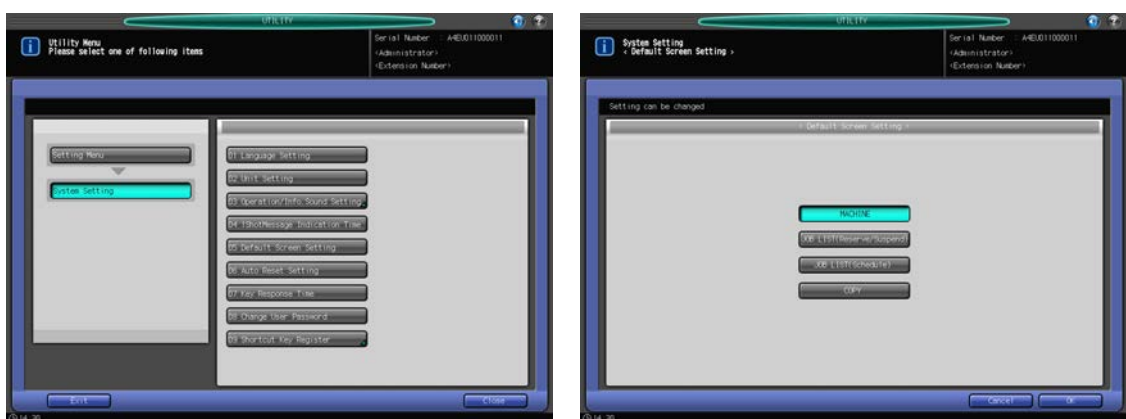 UTILITY
Utility Menu
Please select one of following items
Serial Number : A4EU011000011
<Administrator>
<Extension Number>
Setting Menu
System Setting
01 Language Setting
02 Unit Setting
03 Operation/Info.Sound Setting
04 1ShotMessage Indication Time
05 Default Screen Setting
06 Auto Reset Setting
07 Key Response Time
08 Change User Password
09 Shortcut Key Register
Exit
Close
14:30
UTILITY
System Setting
< Default Screen Setting >
Serial Number : A4EU011000011
<Administrator>
<Extension Number>
Setting can be changed
< Default Screen Setting >
MACHINE
JOB LIST(Reserve/Suspend)
JOB LIST(Schedule)
COPY
Cancel
OK
14:30